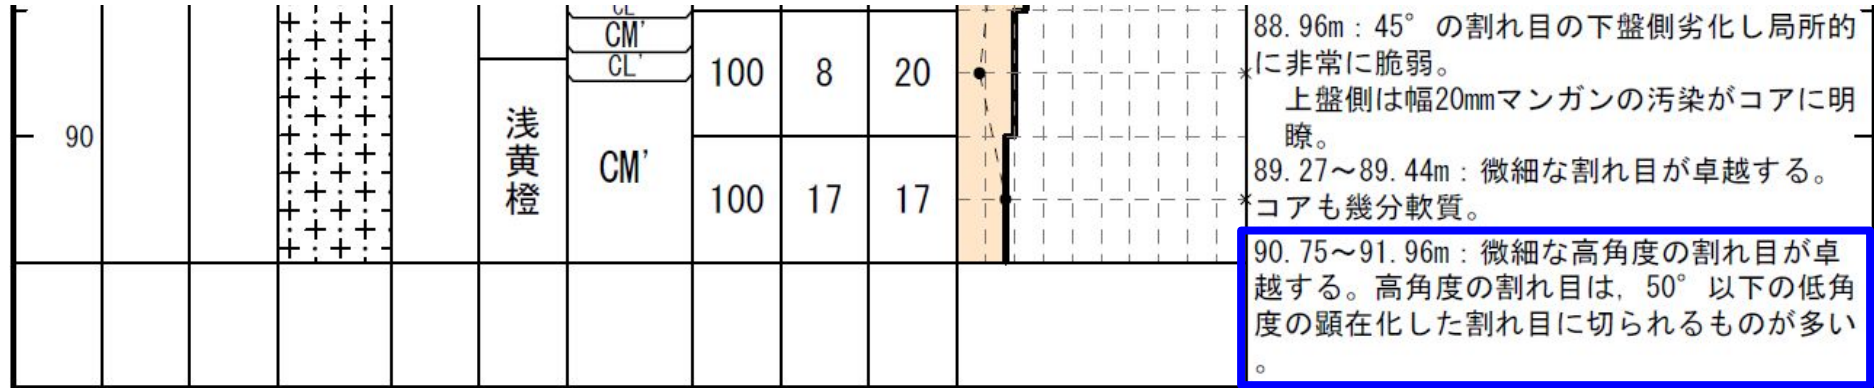 CL
CM'
CL'
100 8 20
90
浅黄橙
CM'
100 17 17
88.96m：45°の割れ目の下盤側劣化し局所的
に非常に脆弱。
上盤側は幅20mmマンガンの汚染がコアに明
瞭。
89.27～89.44m：微細な割れ目が卓越する。
コアも幾分軟質。
90.75～91.96m：微細な高角度の割れ目が卓
越する。高角度の割れ目は，50°以下の低角
度の顕在化した割れ目に切られるものが多い
。